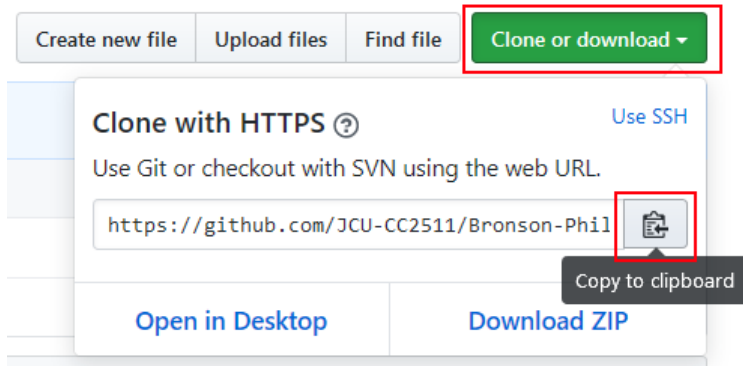 Create new file Upload files Find file Clone or download
Clone with HTTPS ? Use SSH
Use Git or checkout with SVN using the web URL.
https://github.com/JCU-CC2511/Bronson-Phil
Copy to clipboard
Open in Desktop Download ZIP